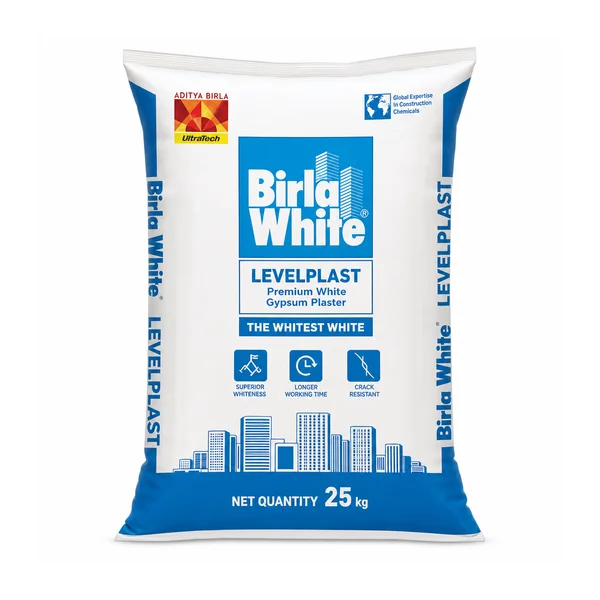 ADITYA BIRLA
UltraTech
Global Expertise
In Construction
Chemicals
Birla
White®
LEVELPLAST
Premium White
Gypsum Plaster
THE WHITEST WHITE
SUPERIOR
WHITENESS
LONGER
WORKING TIME
CRACK
RESISTANT
NET QUANTITY 25 kg
Birla White® LEVELPLAST
Birla White® LEVELPLAST